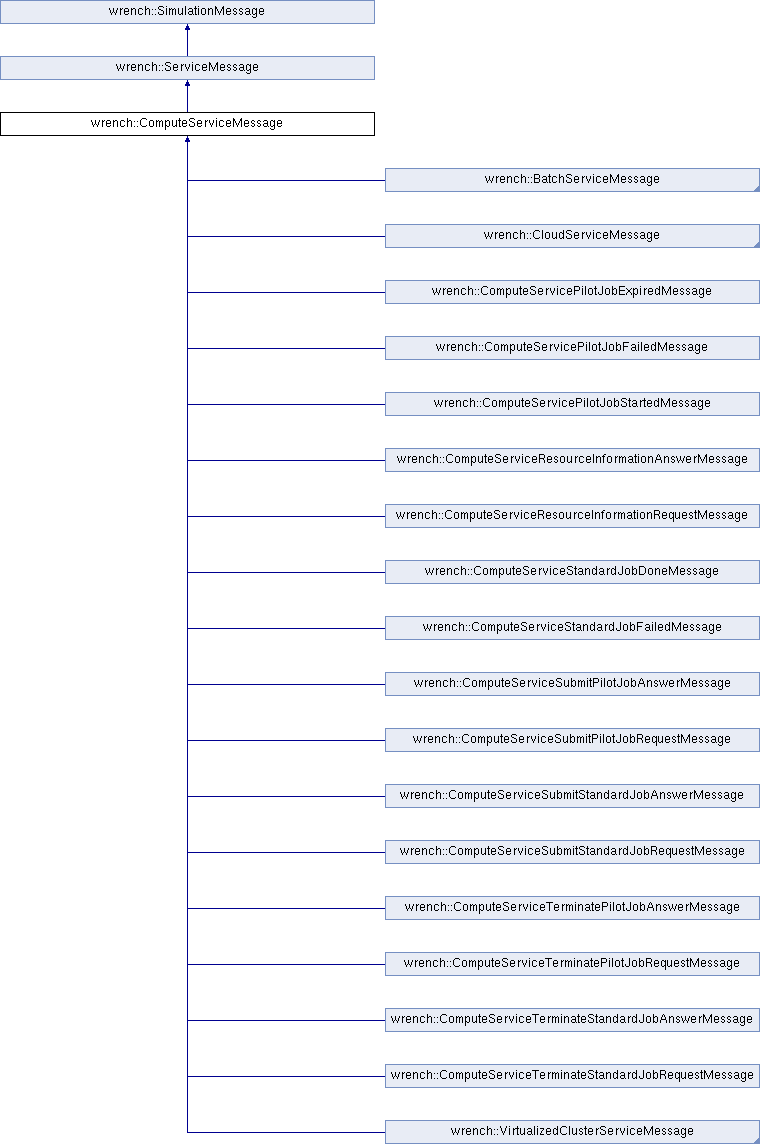 wrench::SimulationMessage
wrench::ServiceMessage
wrench::ComputeServiceMessage
wrench::BatchServiceMessage
wrench::CloudServiceMessage
wrench::ComputeServicePilotJobExpiredMessage
wrench::ComputeServicePilotJobFailedMessage
wrench::ComputeServicePilotJobStartedMessage
wrench::ComputeServiceResourceInformationAnswerMessage
wrench::ComputeServiceResourceInformationRequestMessage
wrench::ComputeServiceStandardJobDoneMessage
wrench::ComputeServiceStandardJobFailedMessage
wrench::ComputeServiceSubmitPilotJobAnswerMessage
wrench::ComputeServiceSubmitPilotJobRequestMessage
wrench::ComputeServiceSubmitStandardJobAnswerMessage
wrench::ComputeServiceSubmitStandardJobRequestMessage
wrench::ComputeServiceTerminatePilotJobAnswerMessage
wrench::ComputeServiceTerminatePilotJobRequestMessage
wrench::ComputeServiceTerminateStandardJobAnswerMessage
wrench::ComputeServiceTerminateStandardJobRequestMessage
wrench::VirtualizedClusterServiceMessage